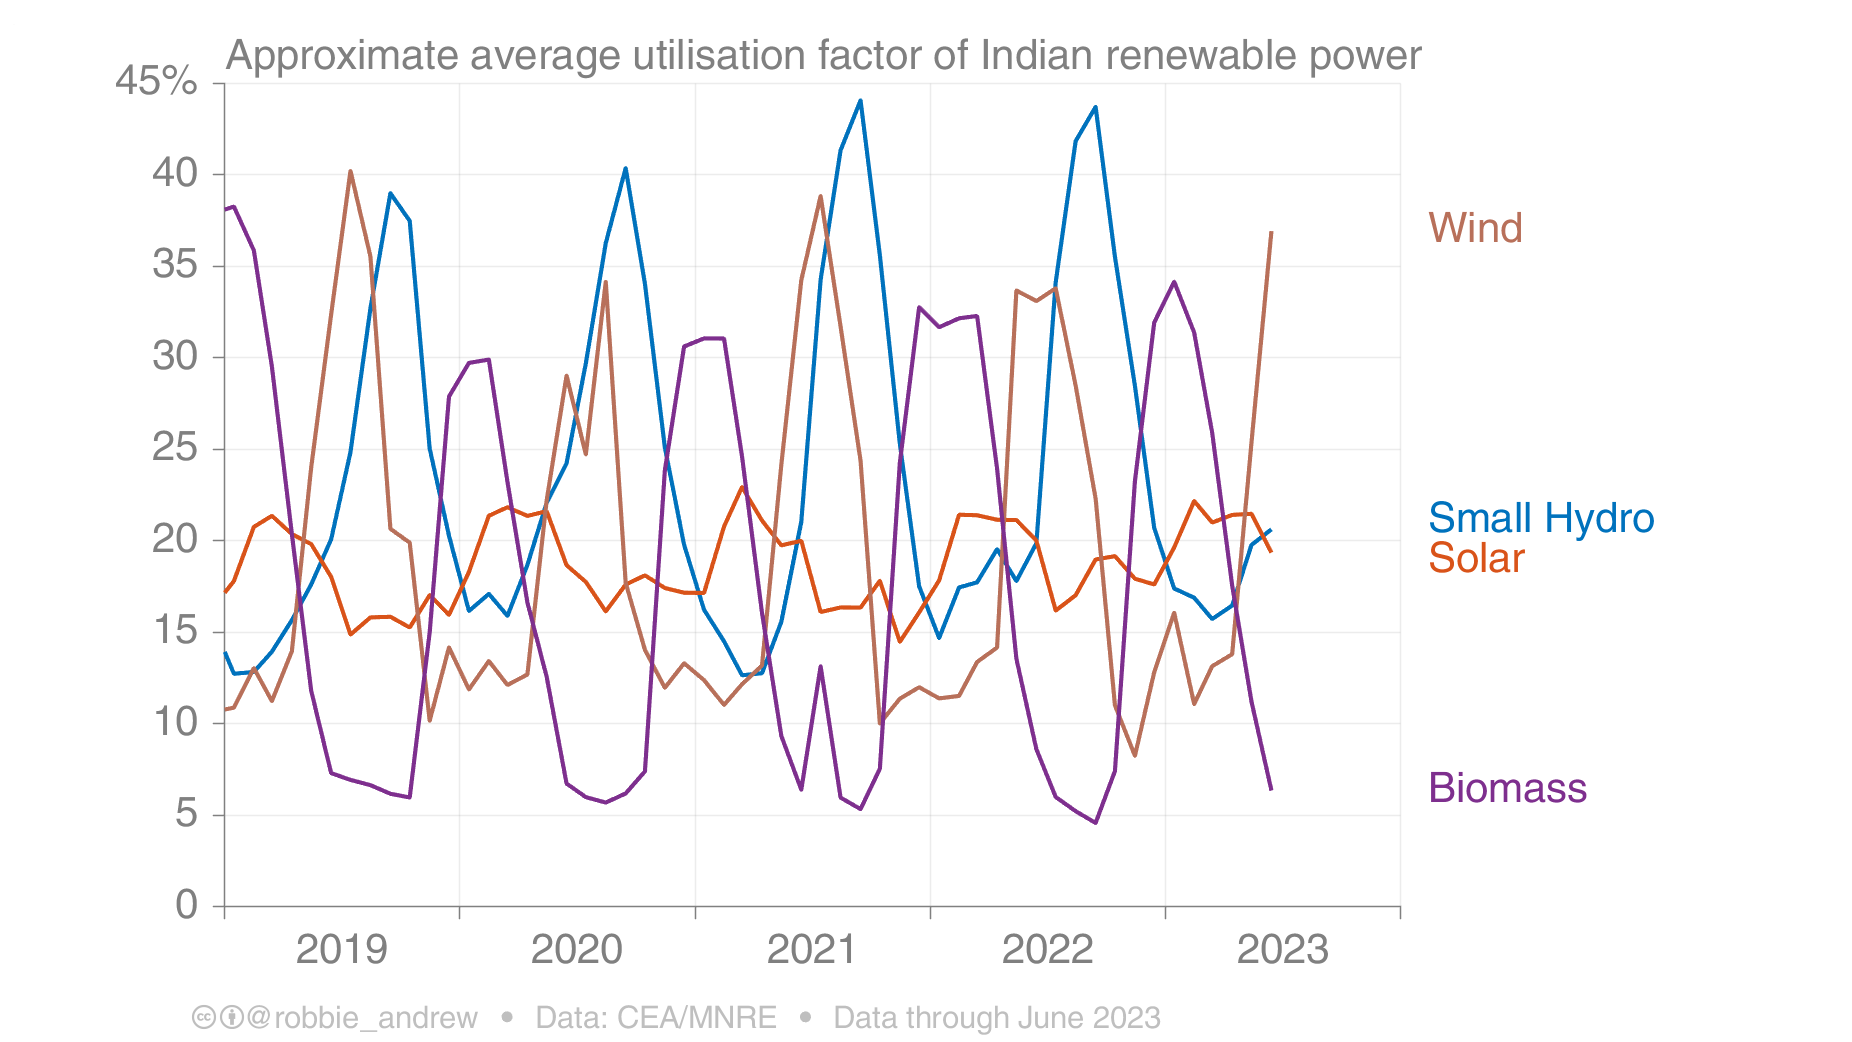 Approximate average utilisation factor of Indian renewable power
45%
40
35
30
25
20
15
10
5
0
Wind
Small Hydro
Solar
Biomass
2019 2020 2021 2022 2023
cc @robbie_andrew • Data: CEA/MNRE • Data through June 2023